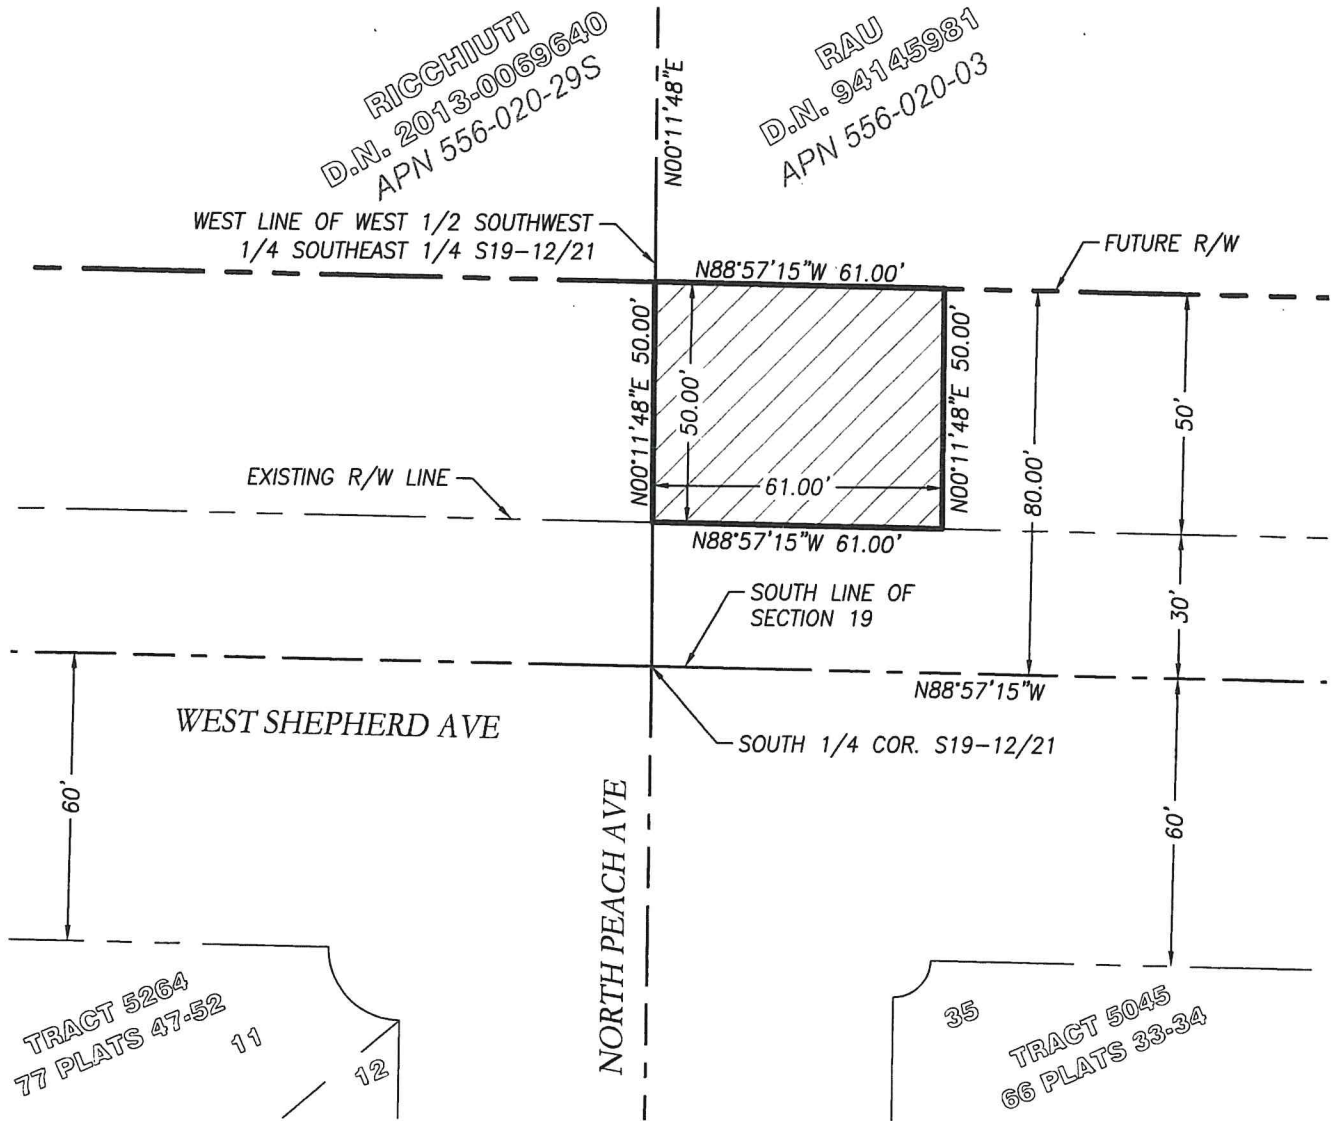 RICCHIUTI
D.N. 2013-0069640
APN 556-020-29S
N00°11'48"E
RAU
D.N. 94145981
APN 556-020-03
WEST LINE OF WEST 1/2 SOUTHWEST
1/4 SOUTHEAST 1/4 S19-12/21
N88°57'15"W 61.00'
FUTURE R/W
N00°11'48"E 50.00'
50.00'
61.00'
N00°11'48"E 50.00'
80.00'
50'
EXISTING R/W LINE
N88°57'15"W 61.00'
SOUTH LINE OF
SECTION 19
30'
N88°57'15"W
WEST SHEPHERD AVE
SOUTH 1/4 COR. S19-12/21
60'
NORTH PEACH AVE
60'
TRACT 5264
77 PLATS 47-52
11
12
35
TRACT 5045
66 PLATS 33-34